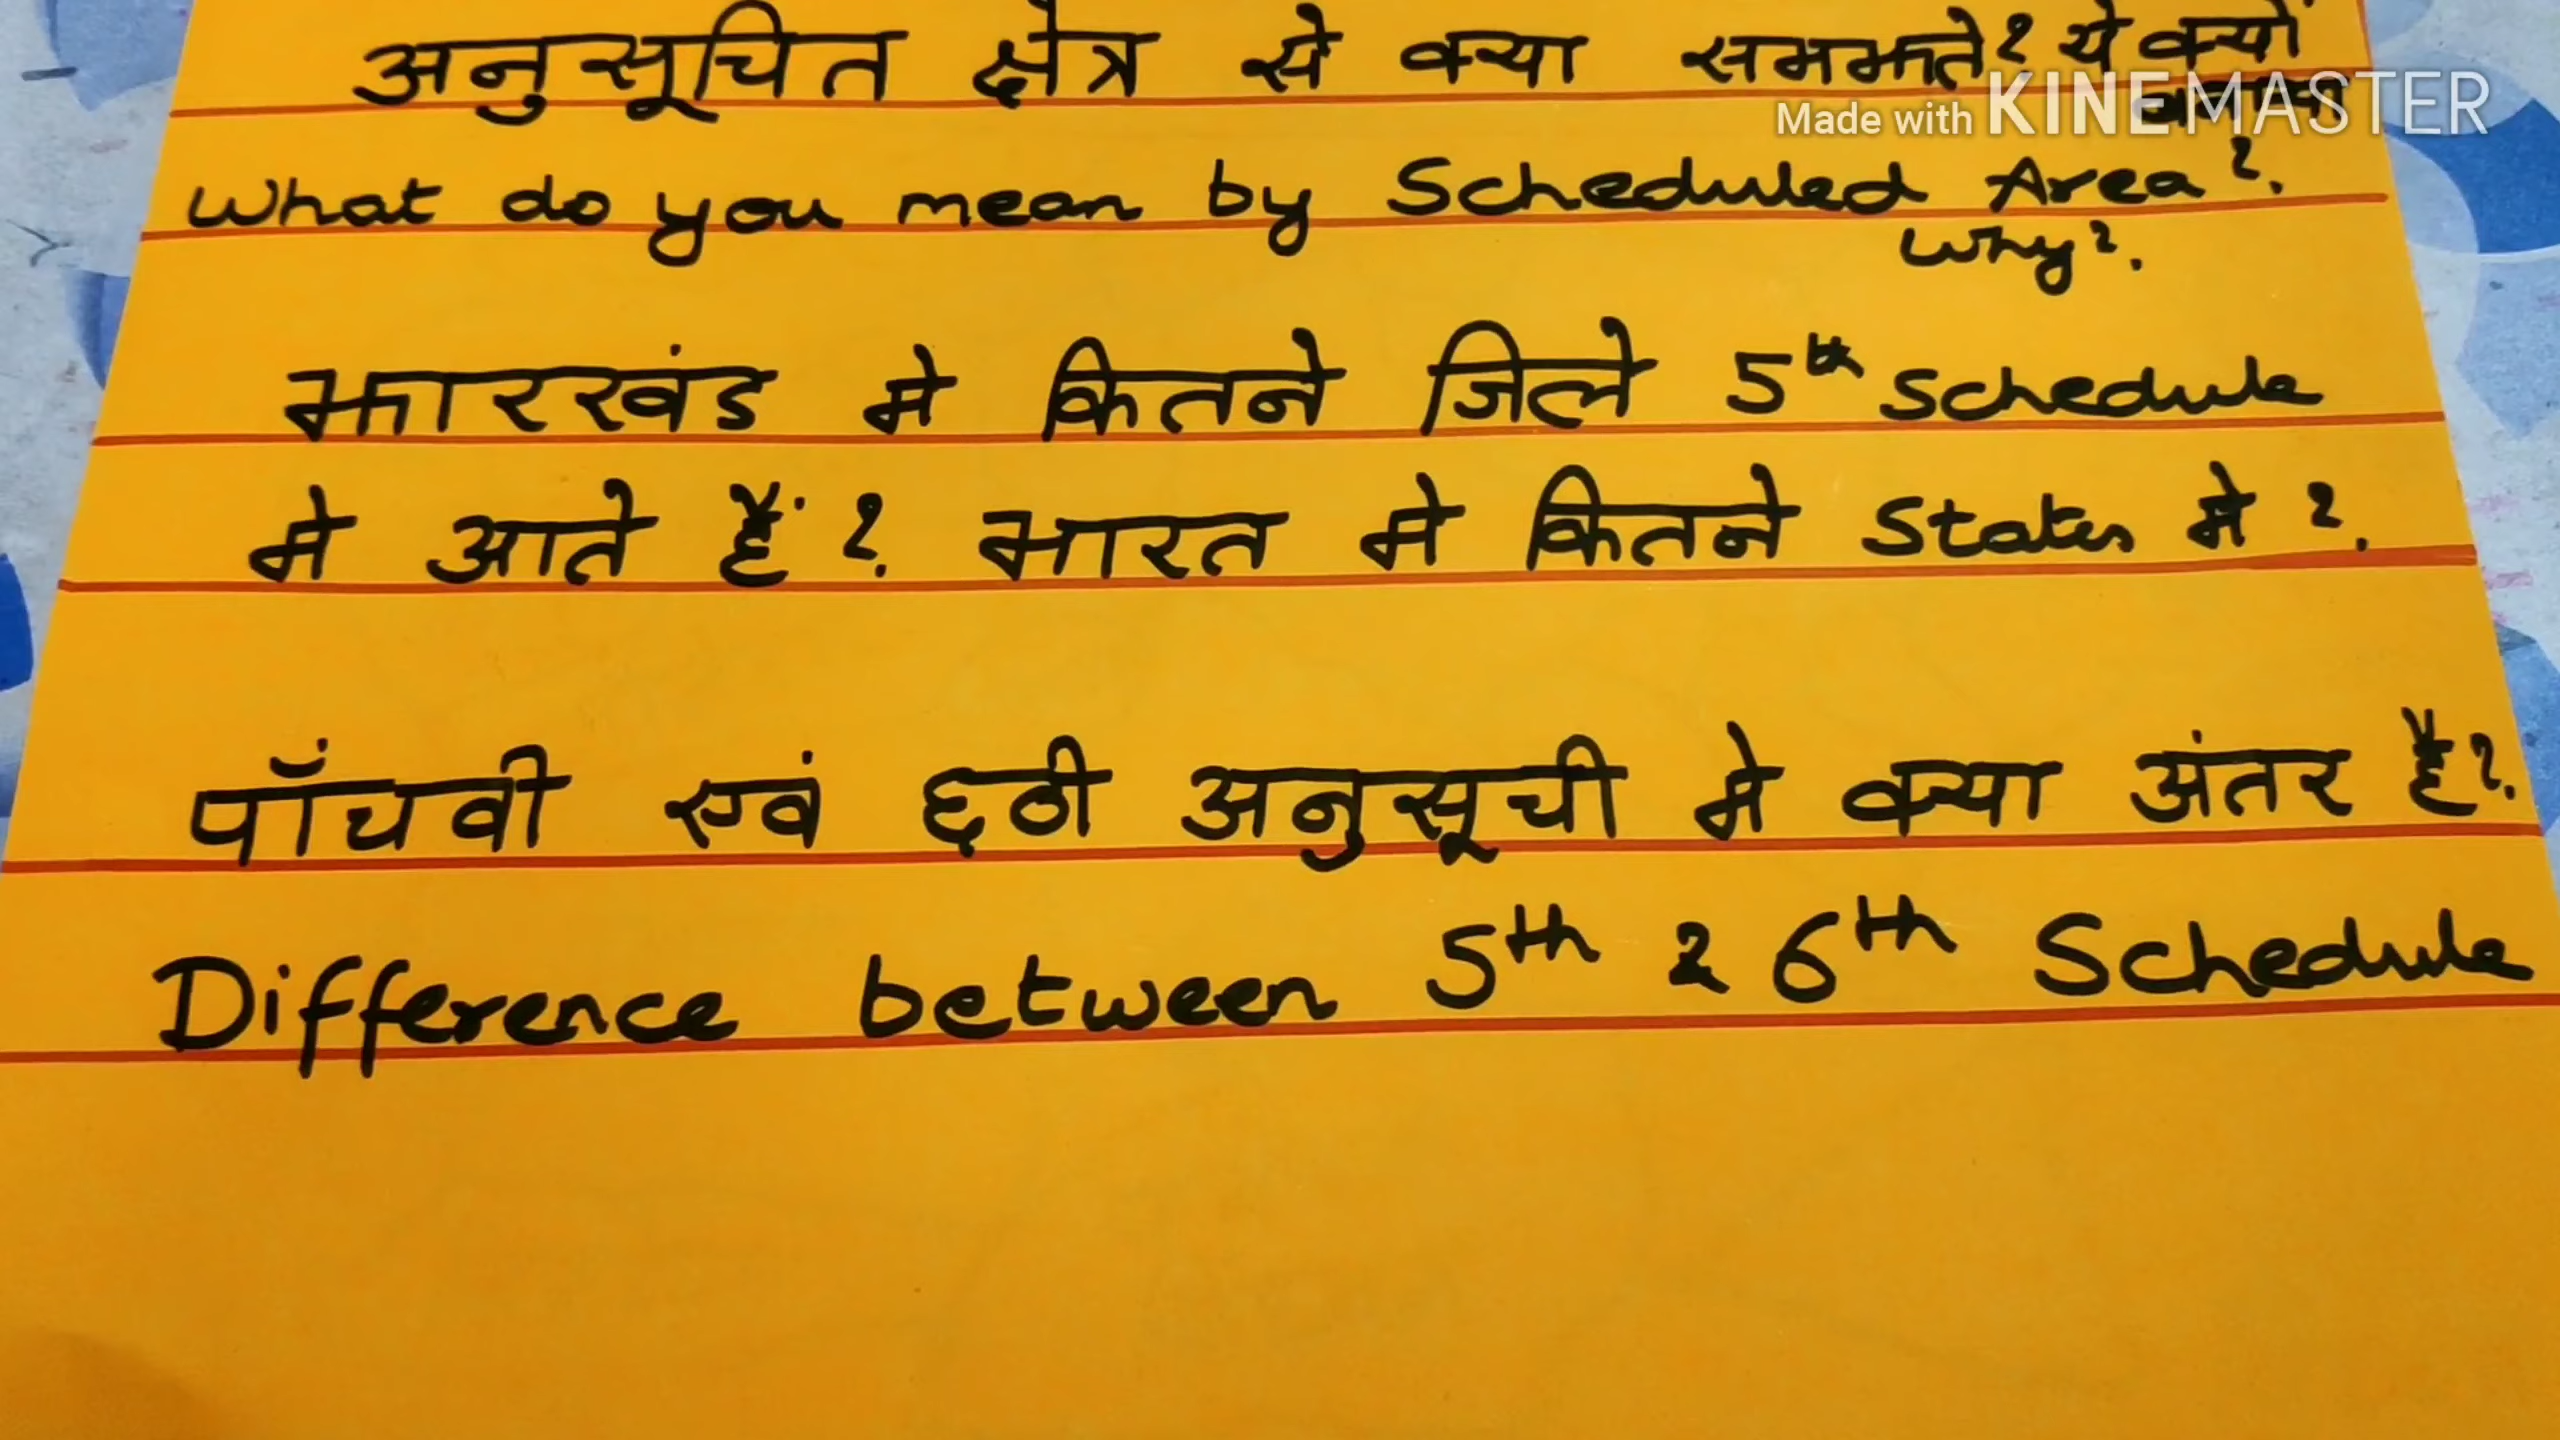 अनुसूचित क्षेत्र से क्या समझते? ये क्यों
Made with KINEMASTER
What do you mean by Scheduled Area?
Why?
झारखंड मे कितने जिले 5th Schedule
मे आते हैं? भारत मे कितने States मे?
पाँचवीं एवं छठी अनुसूची मे क्या अंतर है?
Difference between 5th & 6th Schedule